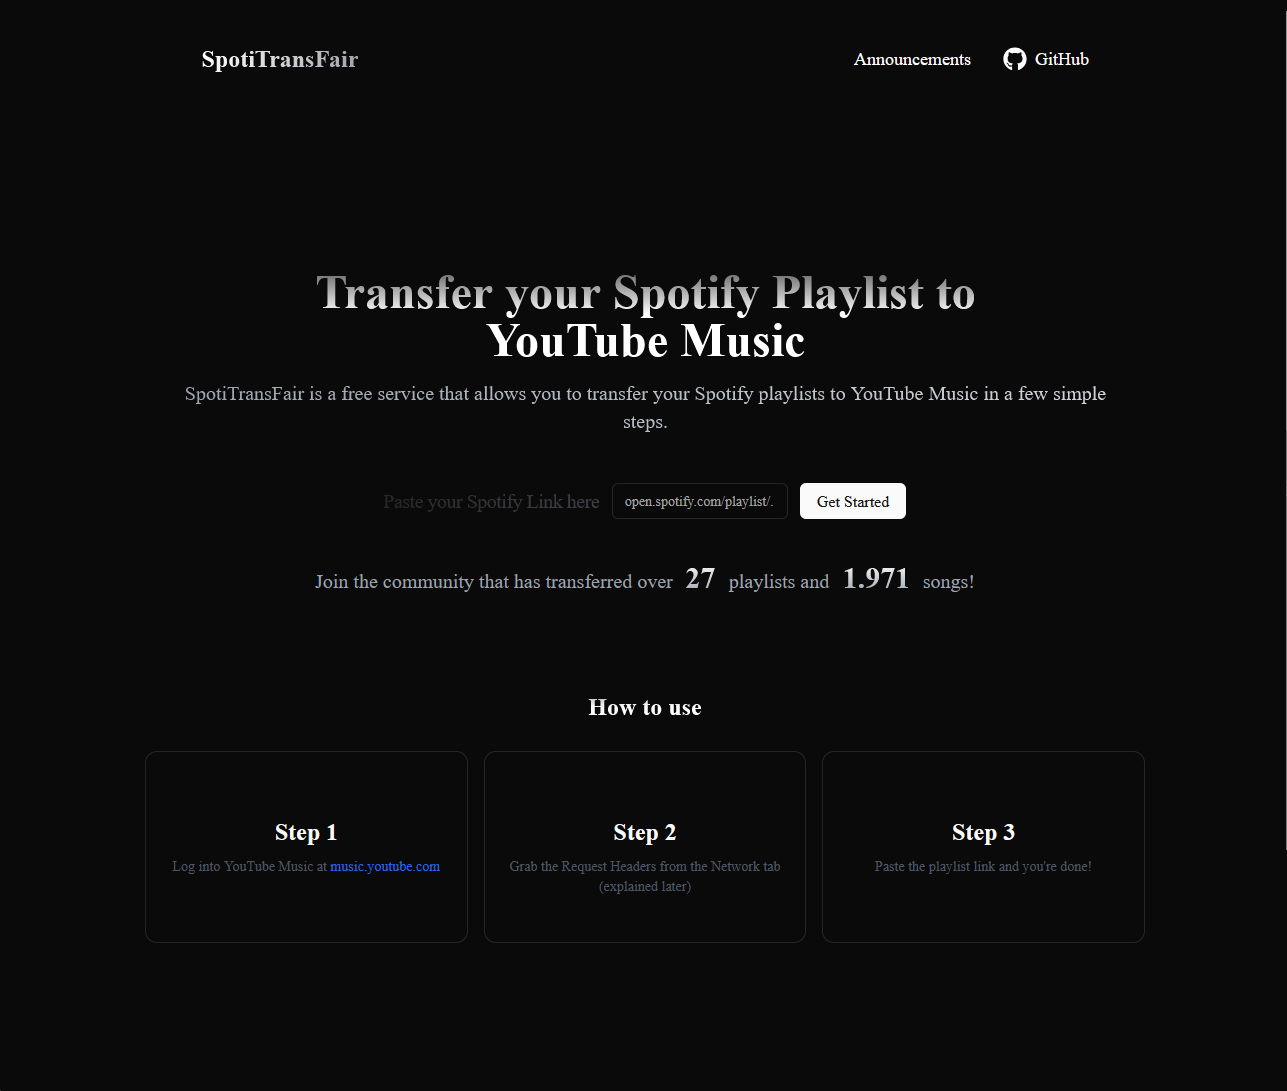 SpotiTransFair
Announcements
GitHub
Transfer your Spotify Playlist to
YouTube Music
SpotiTransFair is a free service that allows you to transfer your Spotify playlists to YouTube Music in a few simple
steps.
Paste your Spotify Link here
open.spotify.com/playlist/.
Get Started
Join the community that has transferred over 27 playlists and 1.971 songs!
How to use
Step 1
Log into YouTube Music at music.youtube.com
Step 2
Grab the Request Headers from the Network tab
(explained later)
Step 3
Paste the playlist link and you're done!